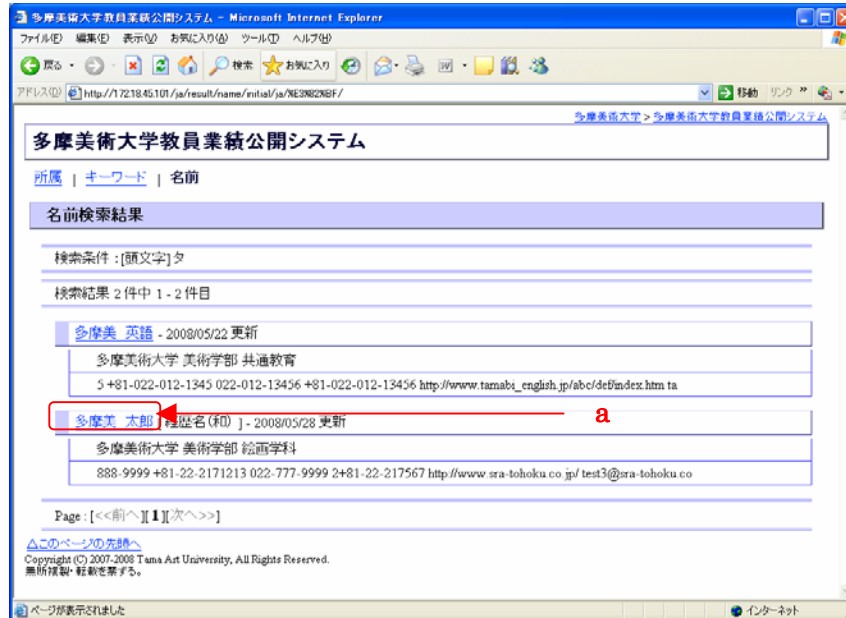 多摩美術大学教員業績公開システム - Microsoft Internet Explorer
ファイル(F) 編集(E) 表示(V) お気に入り(A) ツール(T) ヘルプ(H)
戻る 検索 お気に入り
アドレス(D) http://172.18.45.101/ja/result/name/initial/ja/%E3%82%BF/ 移動 リンク »
多摩美術大学 > 多摩美術大学教員業績公開システム
多摩美術大学教員業績公開システム
所属 | キーワード | 名前
名前検索結果
検索条件 : [頭文字]タ
検索結果 2 件中 1 - 2 件目
多摩美 英語 - 2008/05/22 更新
多摩美術大学 美術学部 共通教育
5 +81-022-012-1345 022-012-13456 +81-022-012-13456 http://www.tamabi_english.jp/abc/def/index.htm ta
多摩美 太郎 [ 経歴名(和) ] - 2008/05/28 更新
a
多摩美術大学 美術学部 絵画学科
888-9999 +81-22-2171213 022-777-9999 2+81-22-217567 http://www.sra-tohoku.co.jp/ test3@sra-tohoku.co
Page : [<<前へ][1][次へ>>]
△このページの先頭へ
Copyright (C) 2007-2008 Tama Art University, All Rights Reserved.
無断複製・転載を禁ずる。
ページが表示されました インターネット